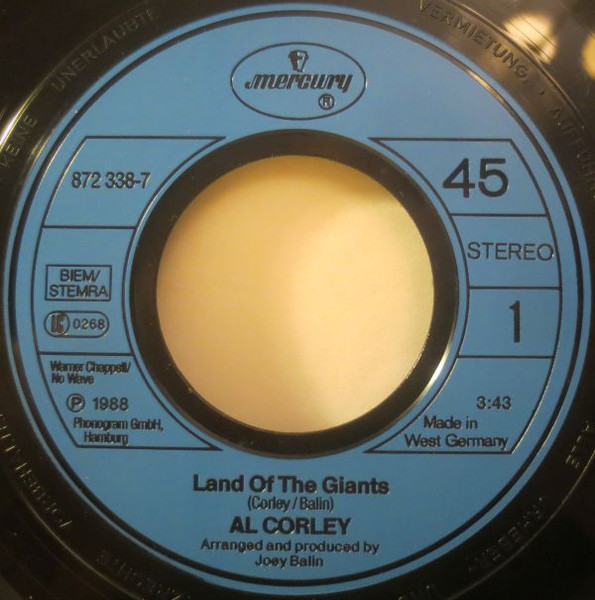 mercury
®
872 338-7
45
STEREO
BIEM/
STEMRA
LC 0268
1
Warner Chappell/
No Wave
Ⓟ 1988
Phonogram GmbH,
Hamburg
3:43
Made in
West Germany
Land Of The Giants
(Corley / Balin)
AL CORLEY
Arranged and produced by
Joey Balin
KEINE UNERLAUBTE
VERMIETUNG,
ALLE